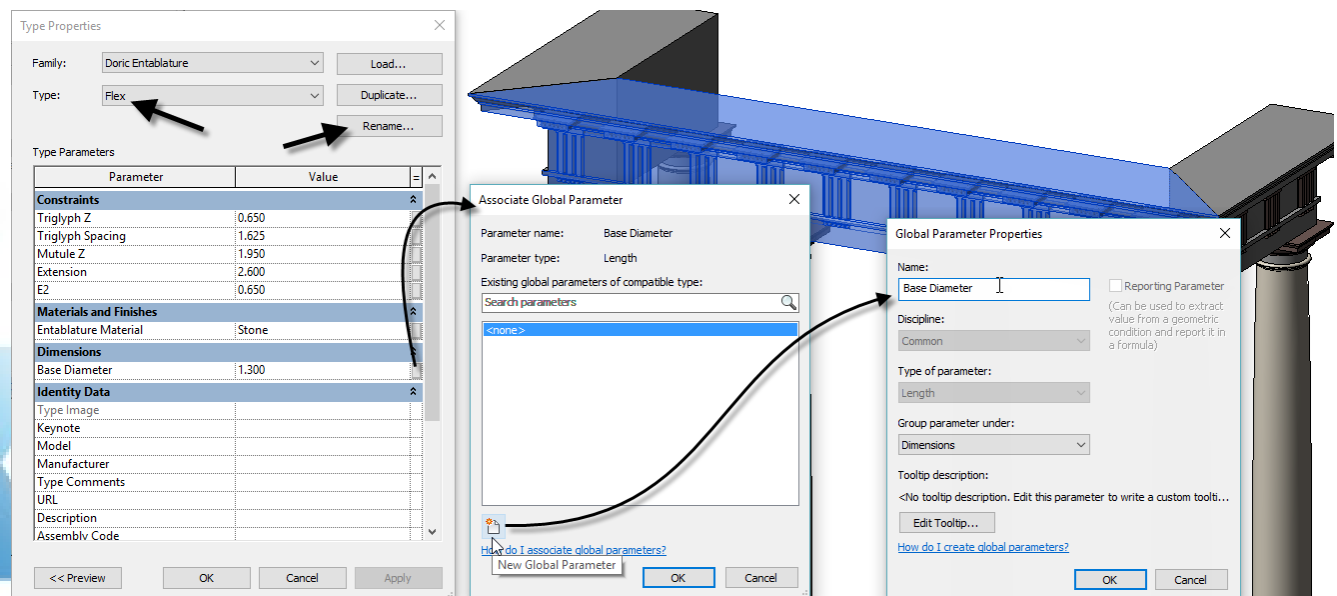 Type Properties
Family:
Doric Entablature
Load...
Type:
Flex
Duplicate...
Rename...
Type Parameters
Parameter Value =
Constraints
Triglyph Z 0.650
Triglyph Spacing 1.625
Mutule Z 1.950
Extension 2.600
E2 0.650
Materials and Finishes
Entablature Material Stone
Dimensions
Base Diameter 1.300
Identity Data
Type Image
Keynote
Model
Manufacturer
Type Comments
URL
Description
Assembly Code
<< Preview
OK
Cancel
Apply
Associate Global Parameter
Parameter name: Base Diameter
Parameter type: Length
Existing global parameters of compatible type:
Search parameters
<none>
How do I associate global parameters?
New Global Parameter
OK
Cancel
Global Parameter Properties
Name:
Base Diameter
Reporting Parameter
(Can be used to extract
value from a geometric
condition and report it in
a formula)
Discipline:
Common
Type of parameter:
Length
Group parameter under:
Dimensions
Tooltip description:
<No tooltip description. Edit this parameter to write a custom toolti...
Edit Tooltip...
How do I create global parameters?
OK
Cancel